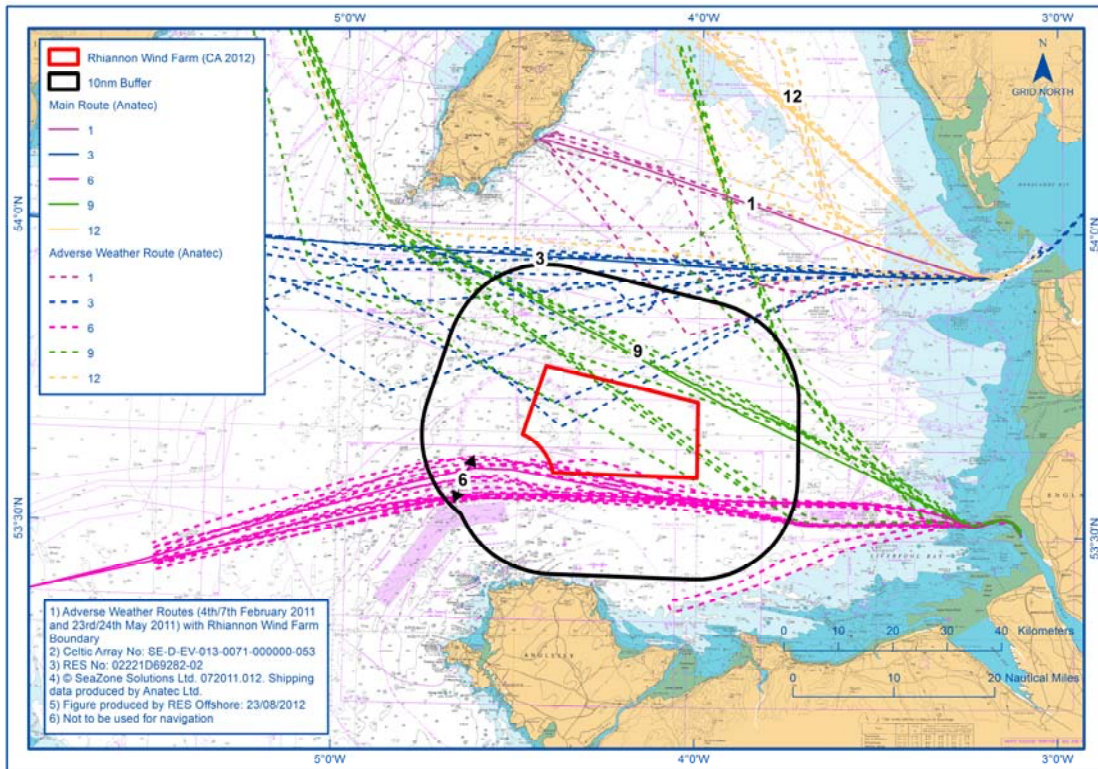 5°0'W 4°0'W 3°0'W
Rhiannon Wind Farm (CA 2012)
10nm Buffer
Main Route (Anatec)
1
3
6
9
12
Adverse Weather Route (Anatec)
1
3
6
9
12
N
GRID NORTH
12
1
3
9
6
54°0'N
54°0'N
53°30'N
53°30'N
ENGLA
LIVERPOOL BAY
ANGLESEY
0 10 20 30 40 Kilometers
0 10 20 Nautical Miles
1) Adverse Weather Routes (4th/7th February 2011
and 23rd/24th May 2011) with Rhiannon Wind Farm
Boundary
2) Celtic Array No: SE-D-EV-013-0071-000000-053
3) RES No: 02221D69282-02
4) © SeaZone Solutions Ltd. 072011.012. Shipping
data produced by Anatec Ltd.
5) Figure produced by RES Offshore: 23/08/2012
6) Not to be used for navigation
5°0'W 4°0'W 3°0'W